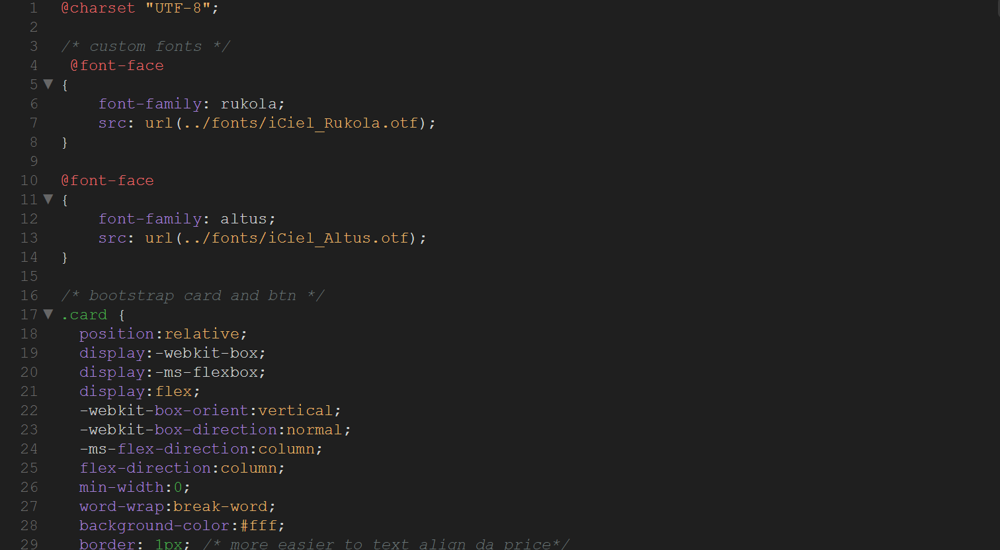 1 @charset "UTF-8";
2
3 /* custom fonts */
4 @font-face
5 {
6 font-family: rukola;
7 src: url(../fonts/iCiel_Rukola.otf);
8 }
9
10 @font-face
11 {
12 font-family: altus;
13 src: url(../fonts/iCiel_Altus.otf);
14 }
15
16 /* bootstrap card and btn */
17 .card {
18 position:relative;
19 display:-webkit-box;
20 display:-ms-flexbox;
21 display:flex;
22 -webkit-box-orient:vertical;
23 -webkit-box-direction:normal;
24 -ms-flex-direction:column;
25 flex-direction:column;
26 min-width:0;
27 word-wrap:break-word;
28 background-color:#fff;
29 border: 1px; /* more easier to text align da price*/